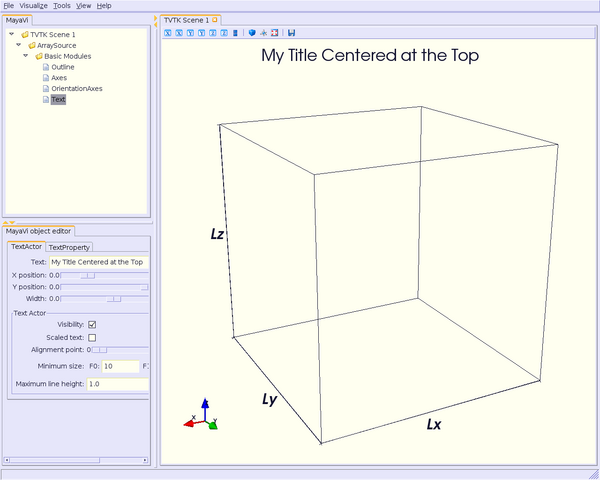 File Visualize Tools View Help
MayaVi
TVTK Scene 1
ArraySource
Basic Modules
Outline
Axes
OrientationAxes
Text
MayaVi object editor
TextActor TextProperty
Text: My Title Centered at the Top
X position: 0.0
Y position: 0.0
Width: 0.0
Text Actor
Visibility:
Scaled text:
Alignment point: 0
Minimum size: F0: 10 F
Maximum line height: 1.0
TVTK Scene 1
My Title Centered at the Top
Lz
Ly
Lx